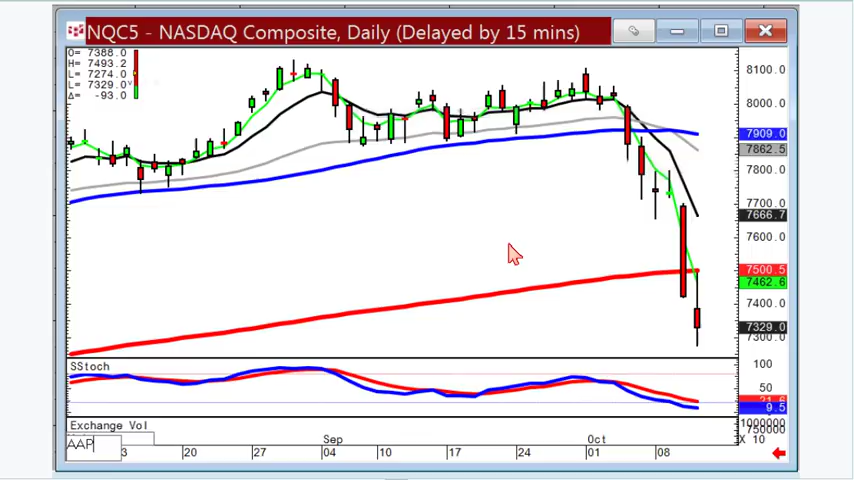 NQC5 - NASDAQ Composite, Daily (Delayed by 15 mins)
O= 7388.0
H= 7493.2
L= 7274.0
L= 7329.0
Δ= -93.0
8100.0
8000.0
7909.0
7862.5
7800.0
7700.0
7666.7
7600.0
7500.5
7462.6
7400.0
7329.0
7300.0
SStoch
100
50
21.6
9.5
Exchange Vol
1000000
750000
X 10
AAP
3
20
27
Sep
04
10
17
24
Oct
01
08